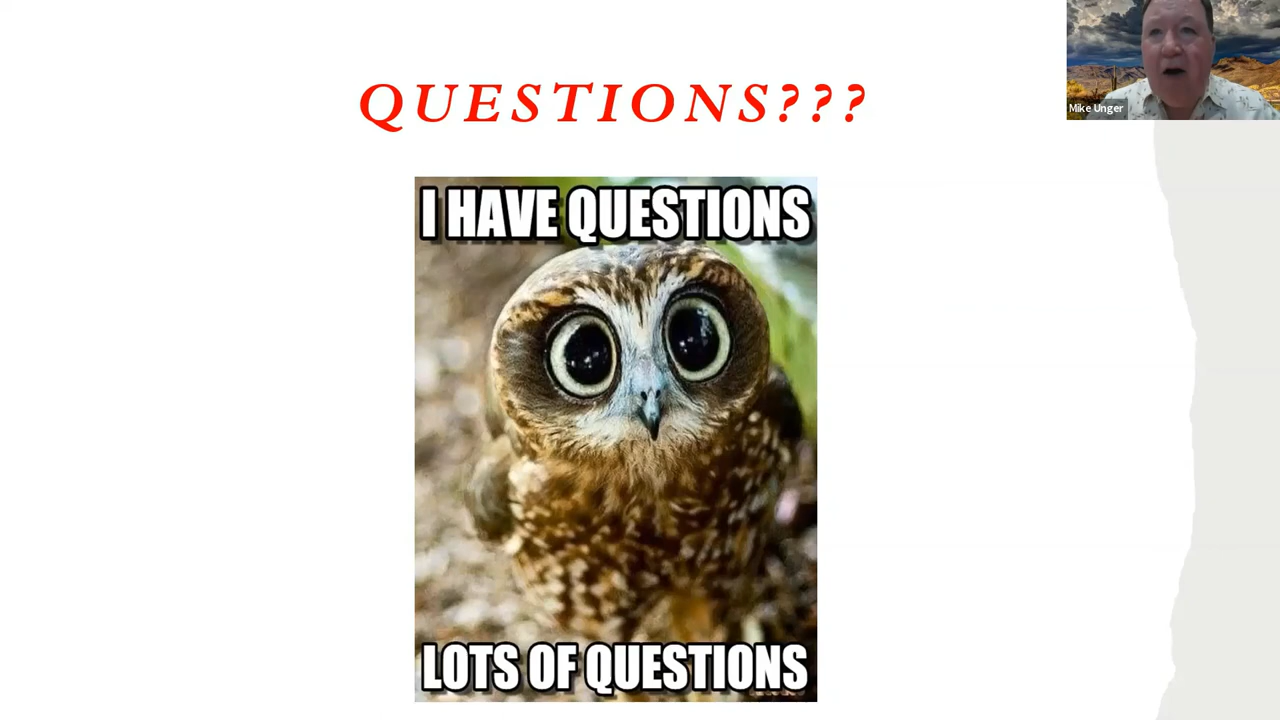 QUESTIONS???
Mike Unger
I HAVE QUESTIONS
LOTS OF QUESTIONS